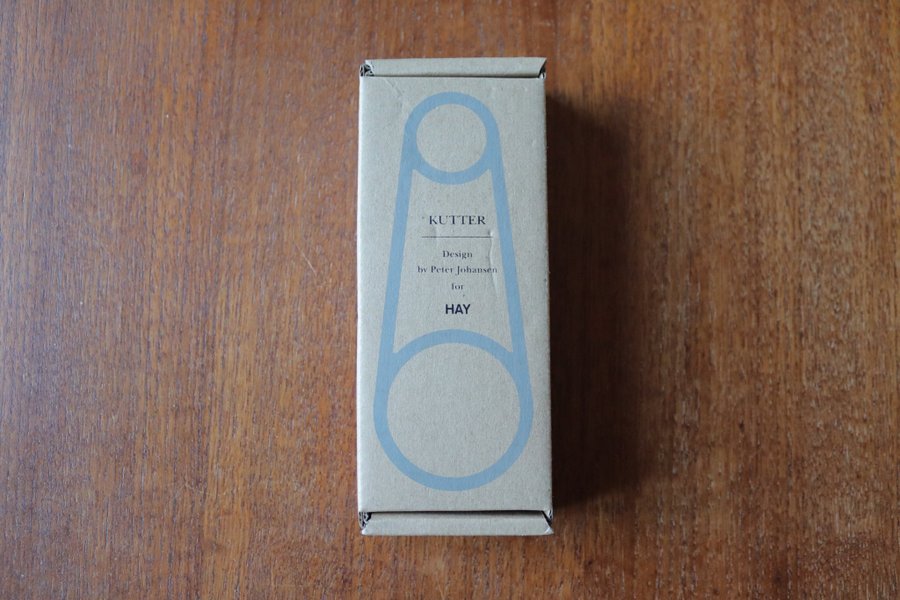 KUTTER
Design
by Peter Johansen
for
HAY